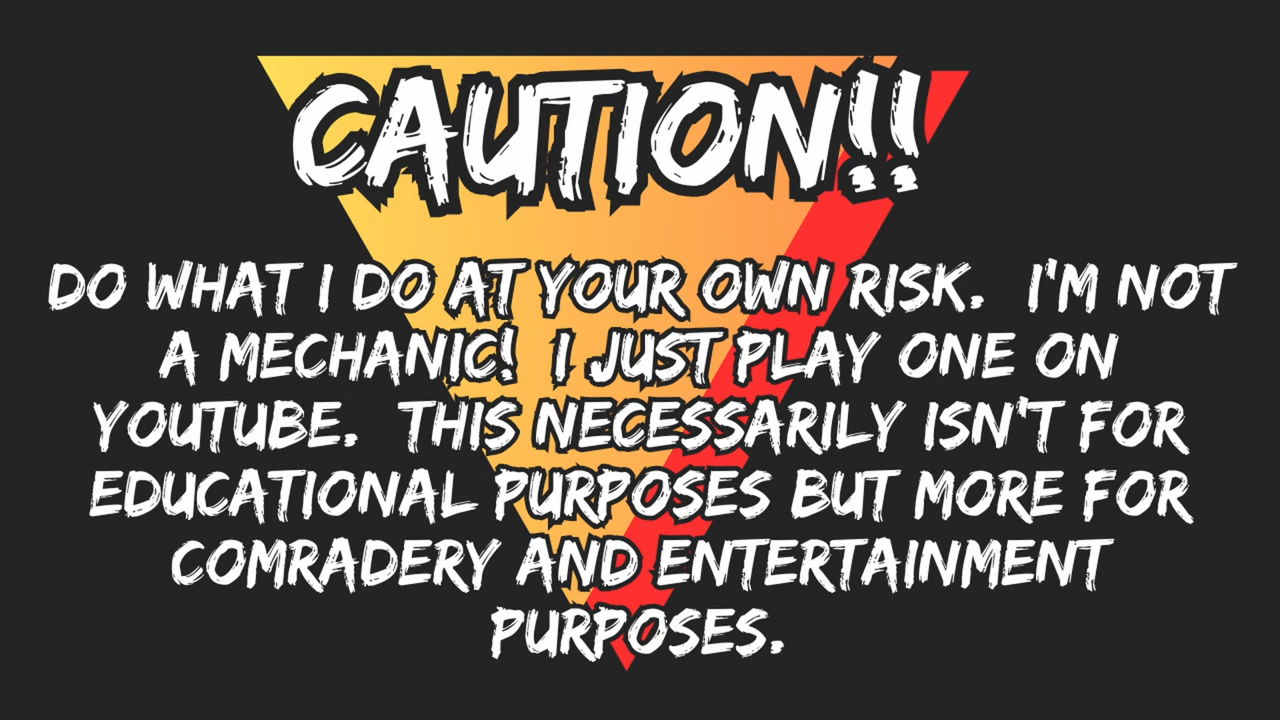 CAUTION!!
DO WHAT I DO AT YOUR OWN RISK. I'M NOT
A MECHANIC! I JUST PLAY ONE ON
YOUTUBE. THIS NECESSARILY ISN'T FOR
EDUCATIONAL PURPOSES BUT MORE FOR
COMRADERY AND ENTERTAINMENT
PURPOSES.